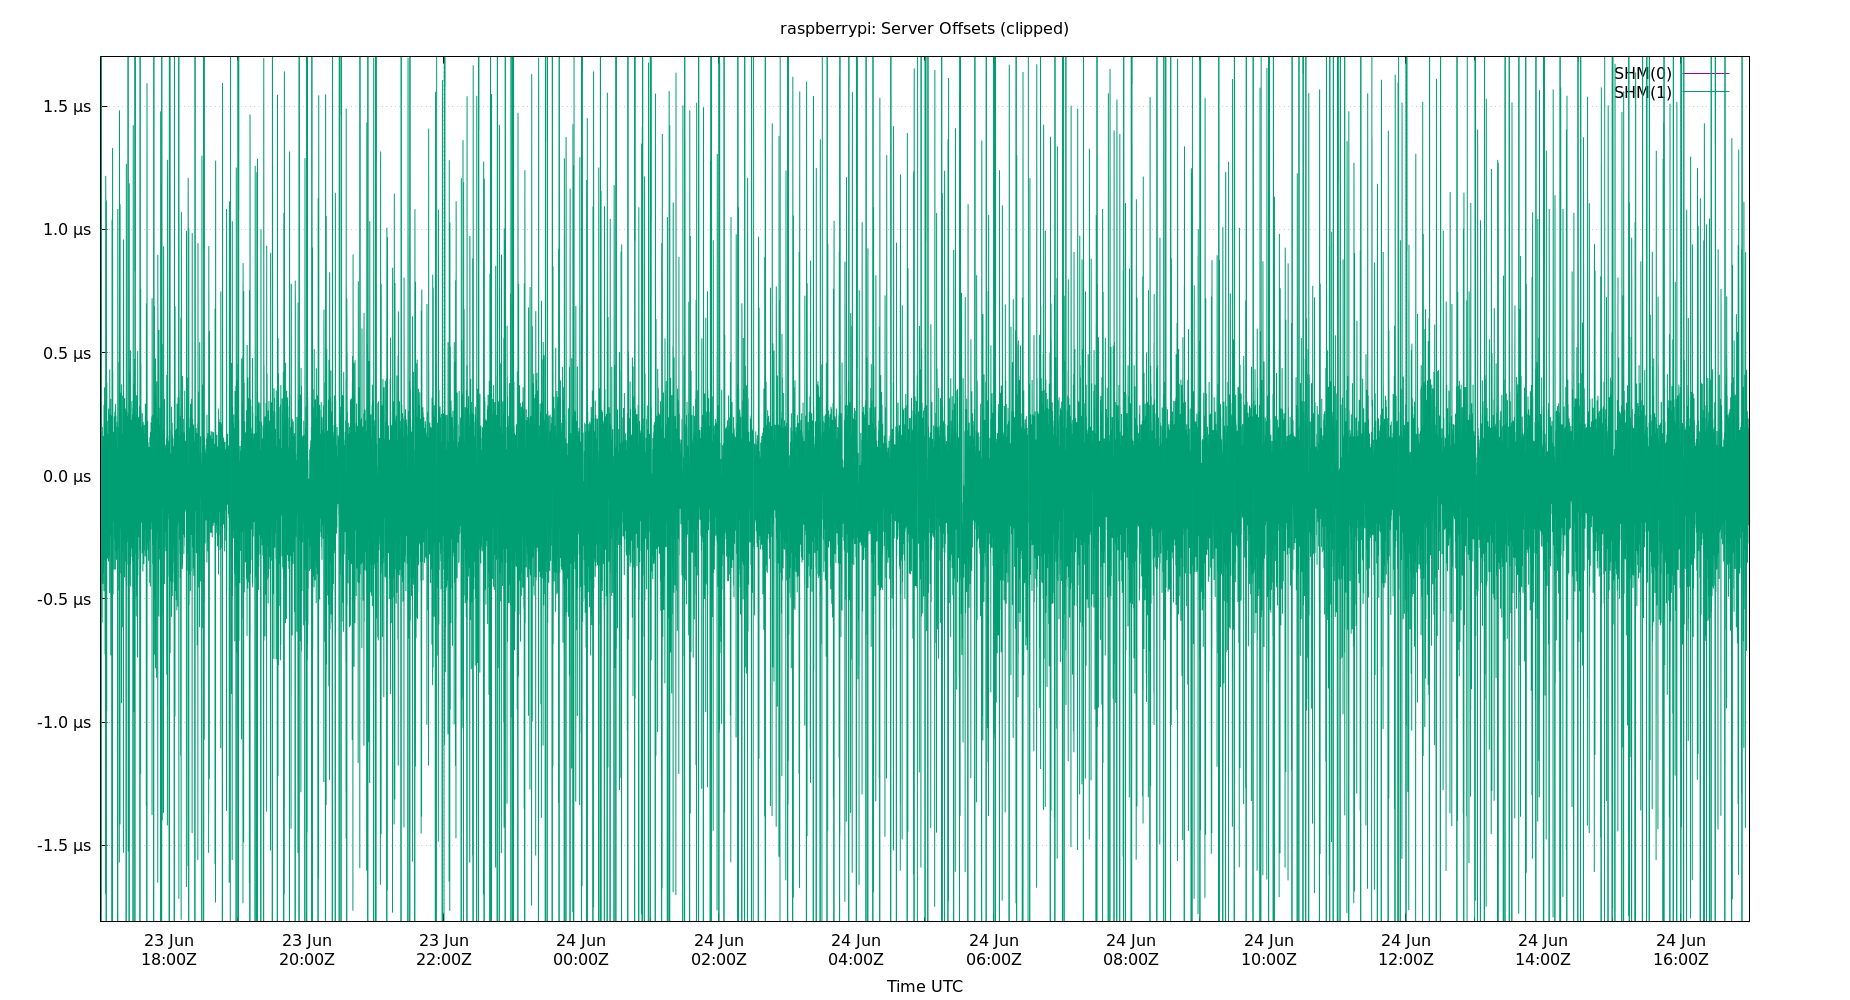 raspberrypi: Server Offsets (clipped)
SHM(0)
SHM(1)
1.5 µs
1.0 µs
0.5 µs
0.0 µs
-0.5 µs
-1.0 µs
-1.5 µs
23 Jun 23 Jun 23 Jun 24 Jun 24 Jun 24 Jun 24 Jun 24 Jun 24 Jun 24 Jun 24 Jun 24 Jun
18:00Z 20:00Z 22:00Z 00:00Z 02:00Z 04:00Z 06:00Z 08:00Z 10:00Z 12:00Z 14:00Z 16:00Z
Time UTC